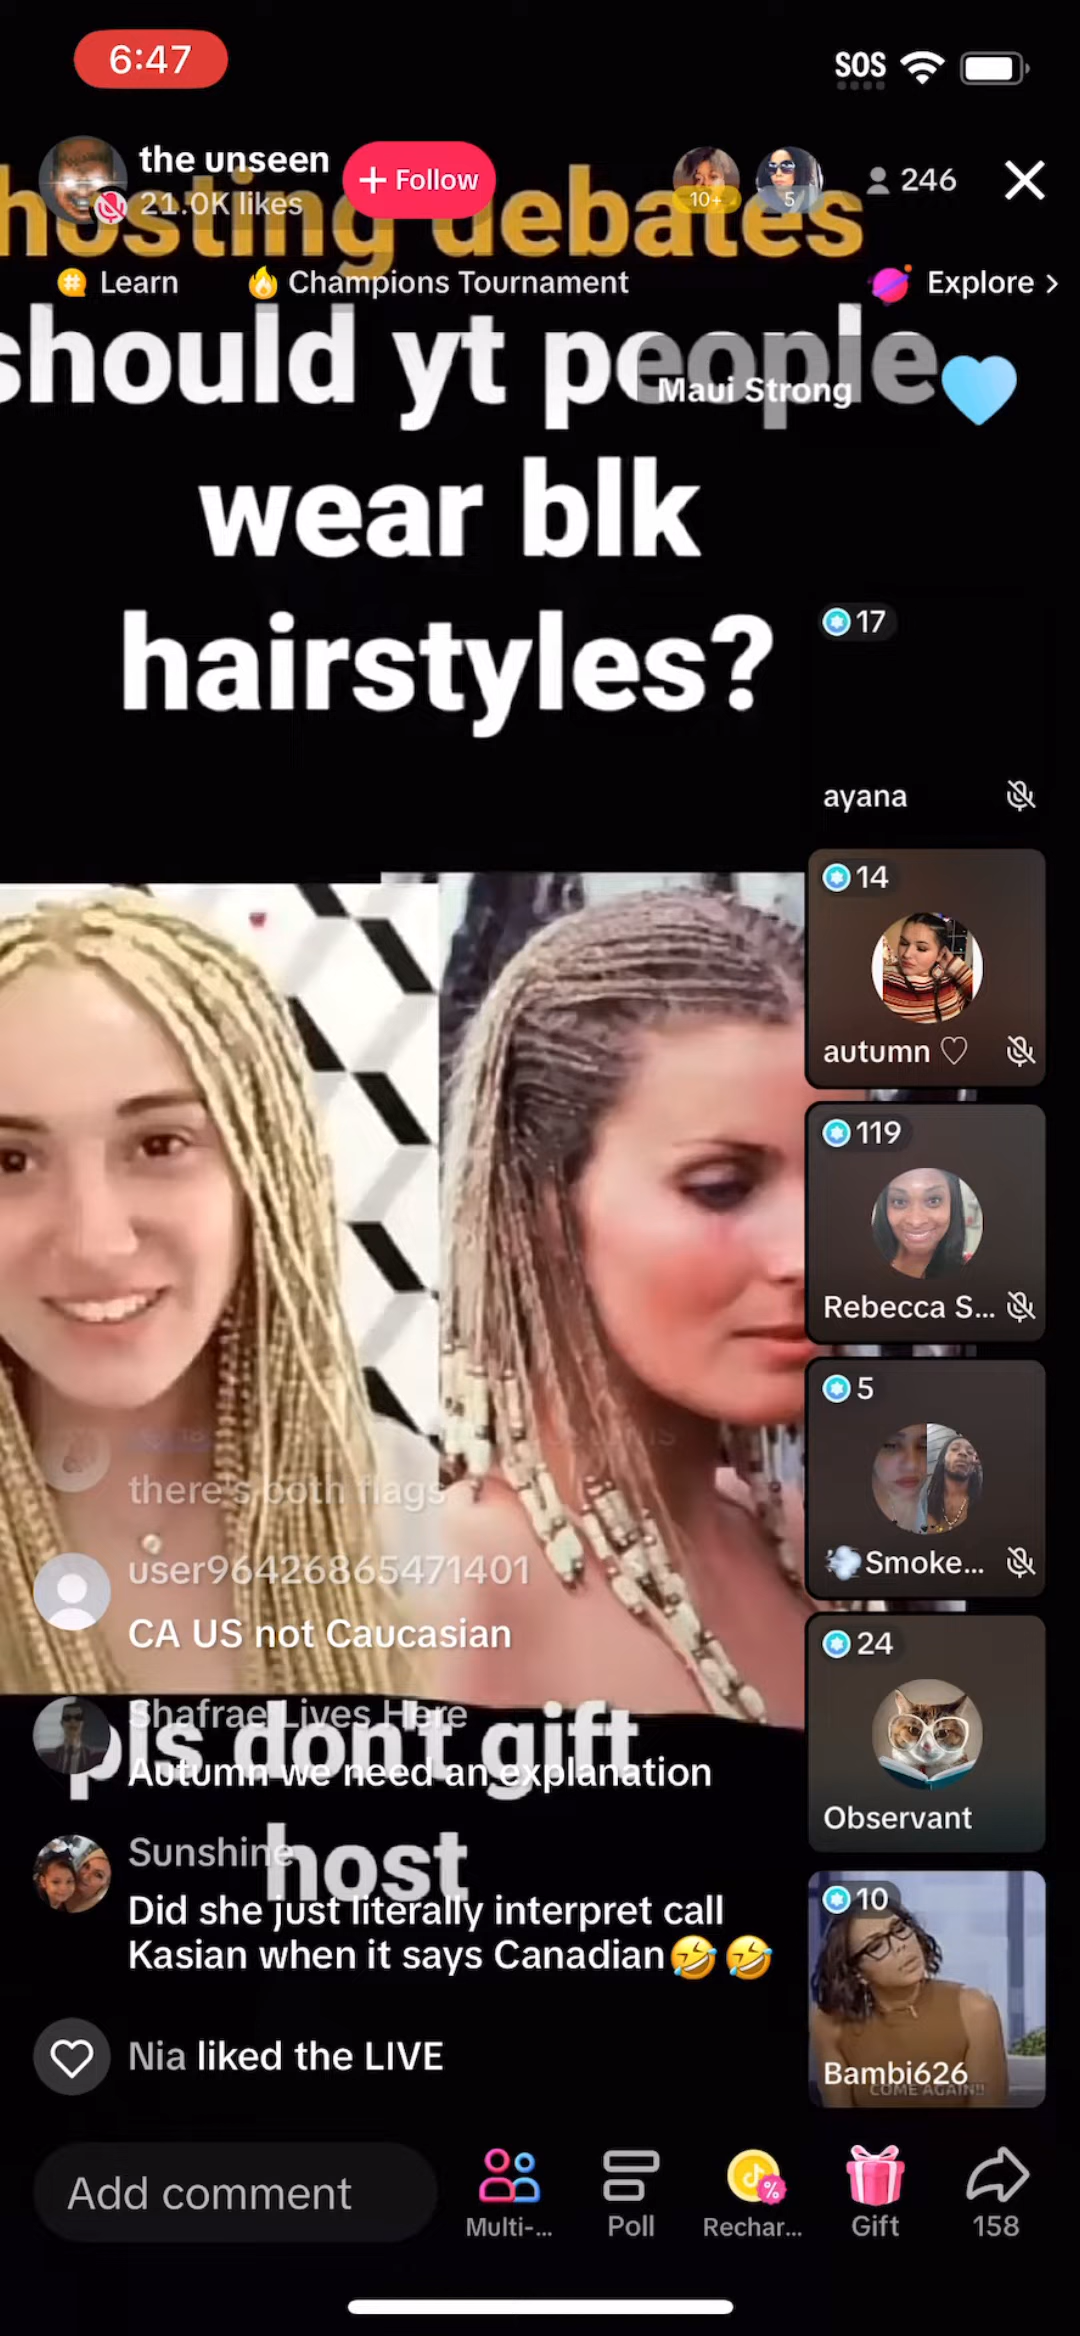 6:47
SOS
the unseen
21.0K likes
+ Follow
10+
5
246
hosting debates
Learn
Champions Tournament
Explore >
should yt people
Maui Strong
wear blk
hairstyles?
17
ayana
14
autumn ♡
119
Rebecca S...
5
💨Smoke...
24
Observant
10
Bambi626
COME AGAIN!!
there's both flags
user96426865471401
CA US not Caucasian
Shafrae Lives Here
pls don't gift
Autumn we need an explanation
Sunshine
host
Did she just literally interpret call
Kasian when it says Canadian🤣🤣
Nia liked the LIVE
Add comment
Multi-...
Poll
Rechar...
Gift
158